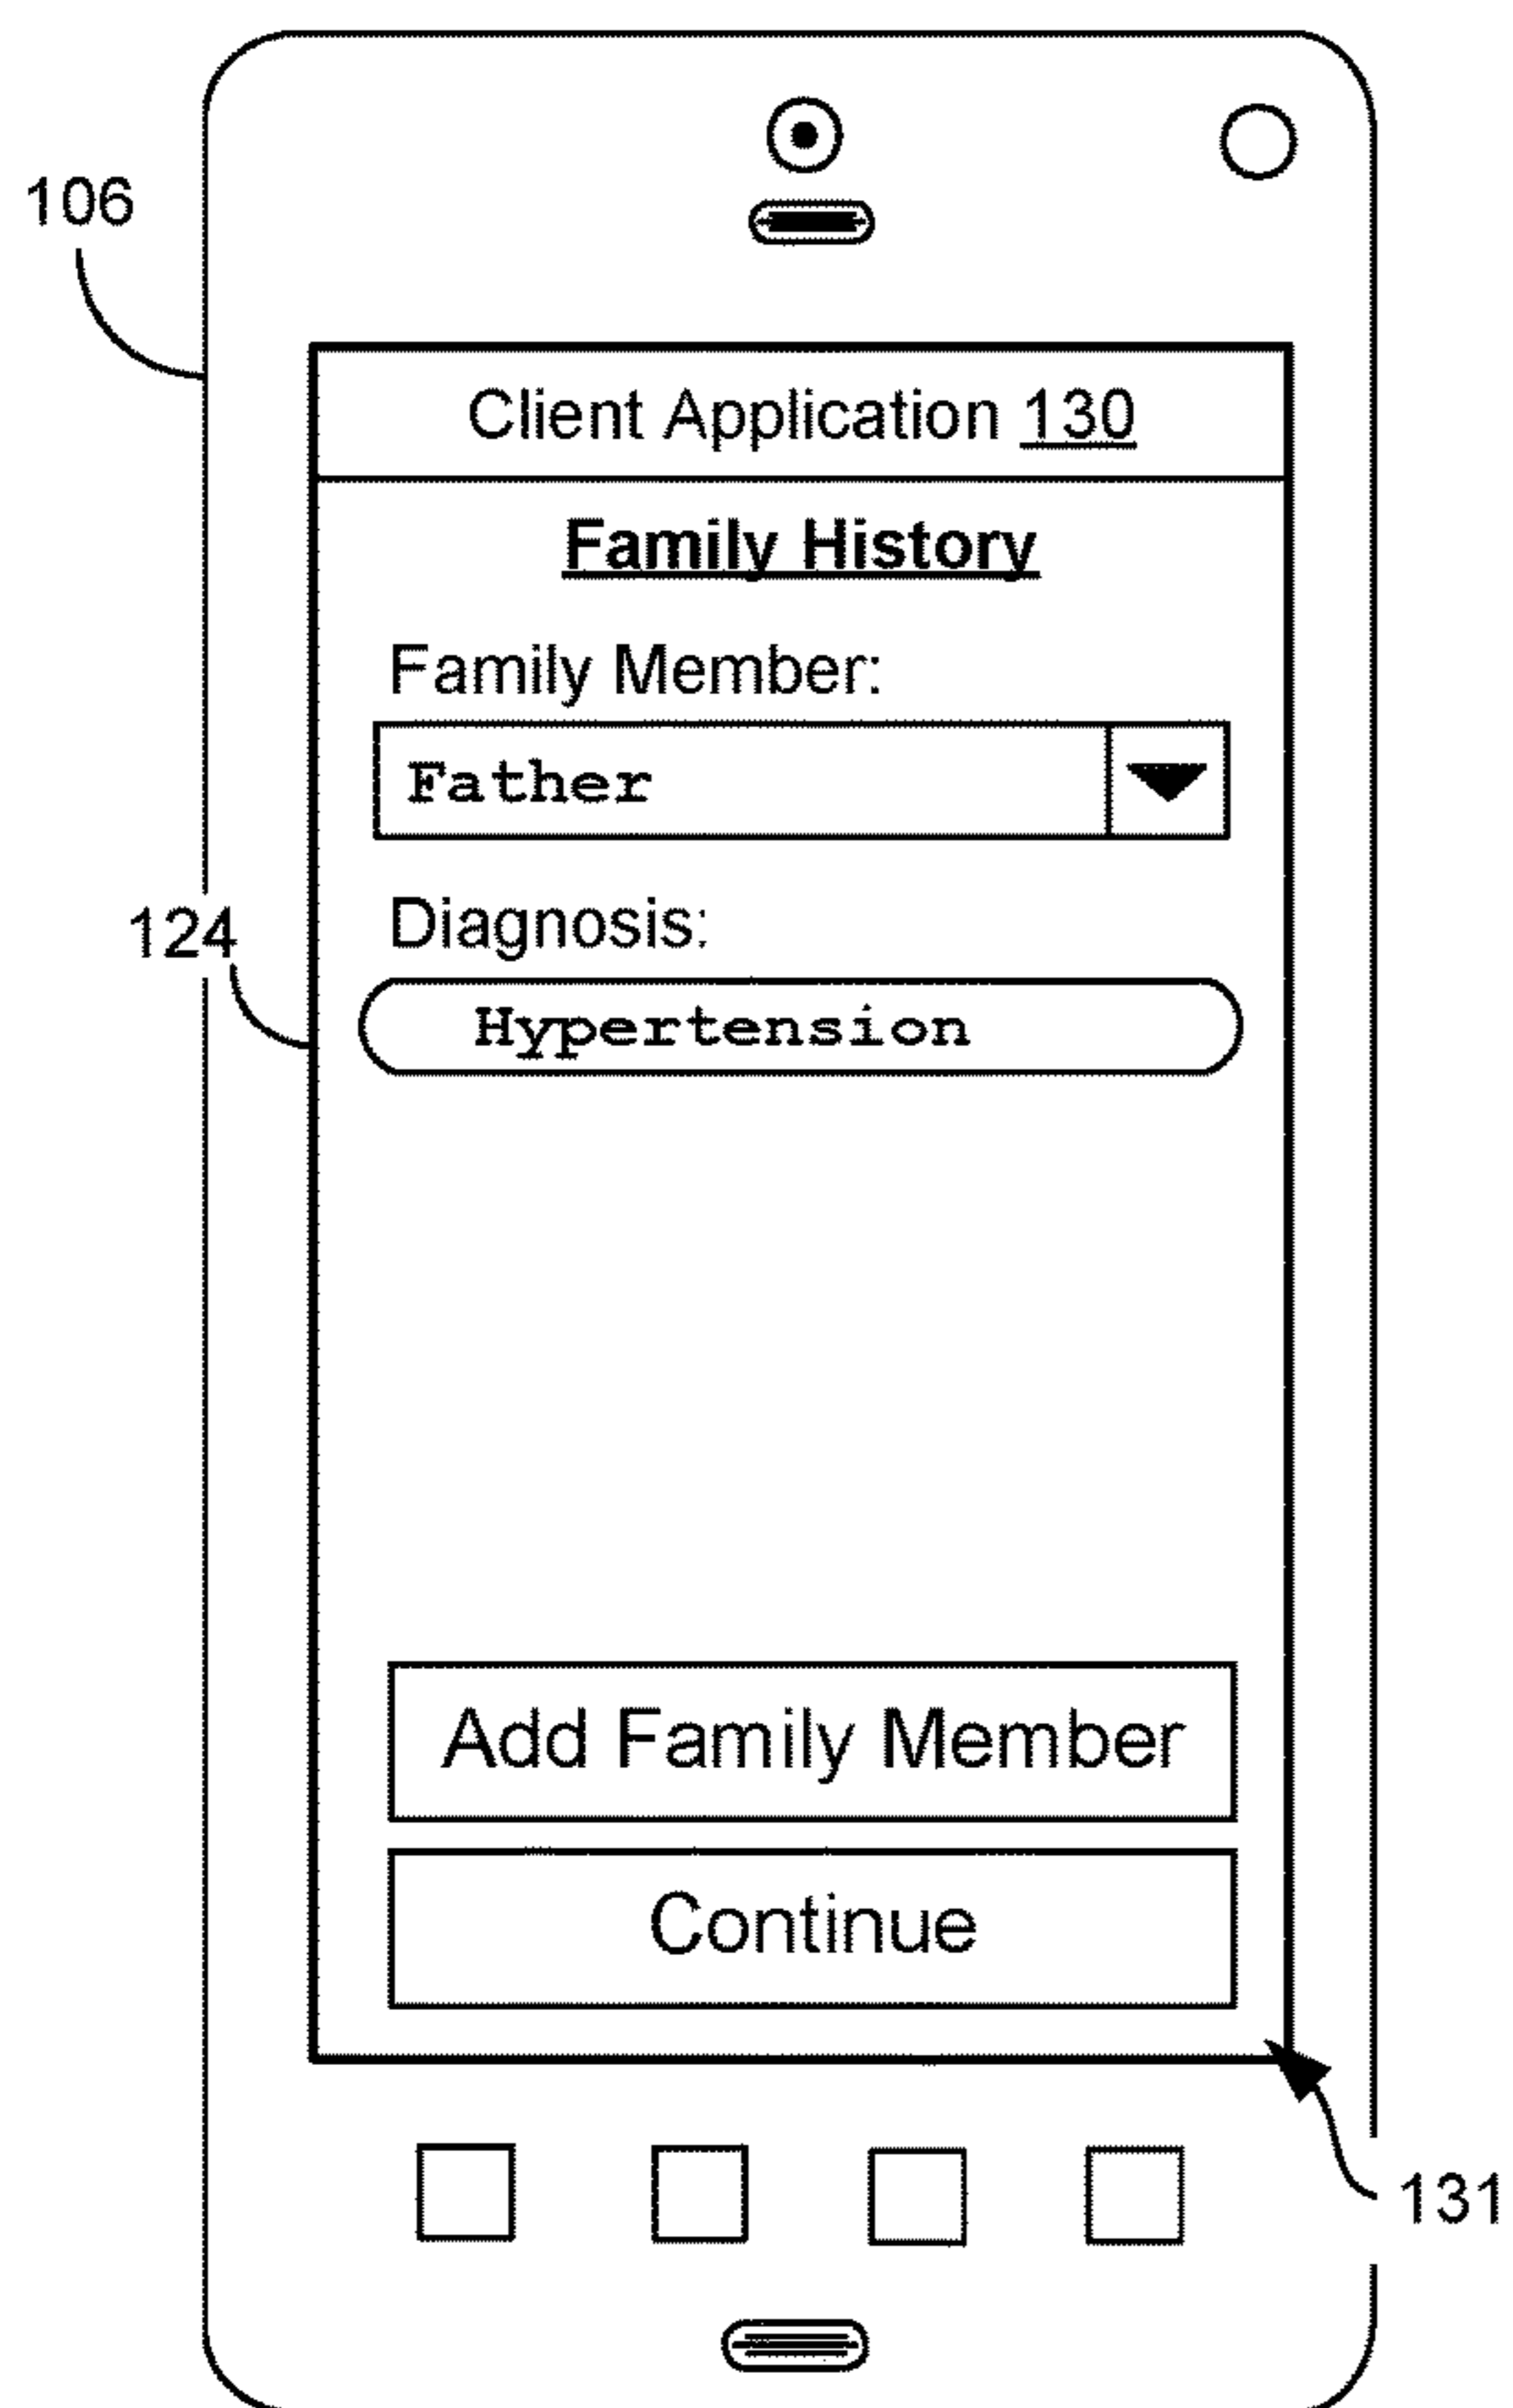 106
Client Application 130
Family History
Family Member:
Father
124
Diagnosis:
Hypertension
Add Family Member
Continue
131